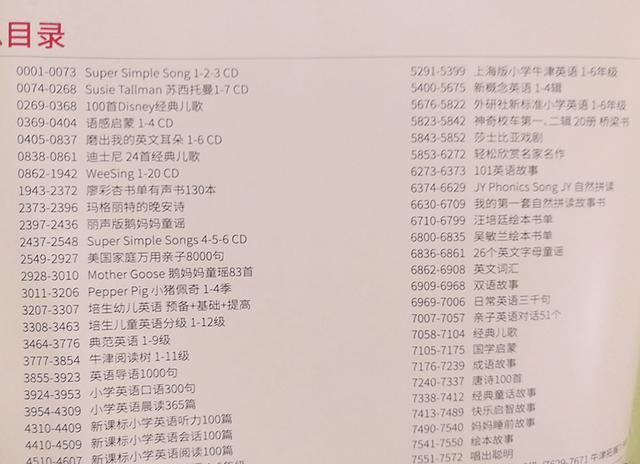 目录
0001-0073 Super Simple Song 1-2-3 CD
0074-0268 Susie Tallman 苏西托曼1-7 CD
0269-0368 100首Disney经典儿歌
0369-0404 语感启蒙 1-4 CD
0405-0837 磨出我的英文耳朵 1-6 CD
0838-0861 迪士尼 24首经典儿歌
0862-1942 WeeSing 1-20 CD
1943-2372 廖彩杏书单有声书130本
2373-2396 玛格丽特的晚安诗
2397-2436 丽声版鹅妈妈童谣
2437-2548 Super Simple Songs 4-5-6 CD
2549-2927 美国家庭万用亲子8000句
2928-3010 Mother Goose 鹅妈妈童瑶83首
3011-3206 Pepper Pig 小猪佩奇 1-4季
3207-3307 培生幼儿英语 预备+基础+提高
3308-3463 培生儿童英语分级 1-12级
3464-3776 典范英语 1-9级
3777-3854 牛津阅读树 1-11级
3855-3923 英语导语1000句
3924-3953 小学英语口语300句
3954-4309 小学英语晨读365篇
4310-4409 新课标小学英语听力100篇
4410-4509 新课标小学英语会话100篇
4510-4607 新课标小学英语阅读100篇
5291-5399 上海版小学牛津英语 1-6年级
5400-5675 新概念英语 1-4辑
5676-5822 外研社新标准小学英语 1-6年级
5823-5842 神奇校车第一、二辑 20册 桥梁书
5843-5852 莎士比亚戏剧
5853-6272 轻松欣赏名家名作
6273-6373 101英语故事
6374-6629 JY Phonics Song JY 自然拼读
6630-6709 我的第一套自然拼读故事书
6710-6799 汪培珽绘本书单
6800-6835 吴敏兰绘本书单
6836-6861 26个英文字母童谣
6862-6908 英文词汇
6909-6968 双语故事
6969-7006 日常英语三千句
7007-7057 亲子英语对话51个
7058-7104 经典儿歌
7105-7175 国学启蒙
7176-7239 成语故事
7240-7337 唐诗100首
7338-7412 经典童话故事
7413-7489 快乐启智故事
7490-7540 妈妈睡前故事
7541-7550 绘本故事
7551-7572 唱出聪明